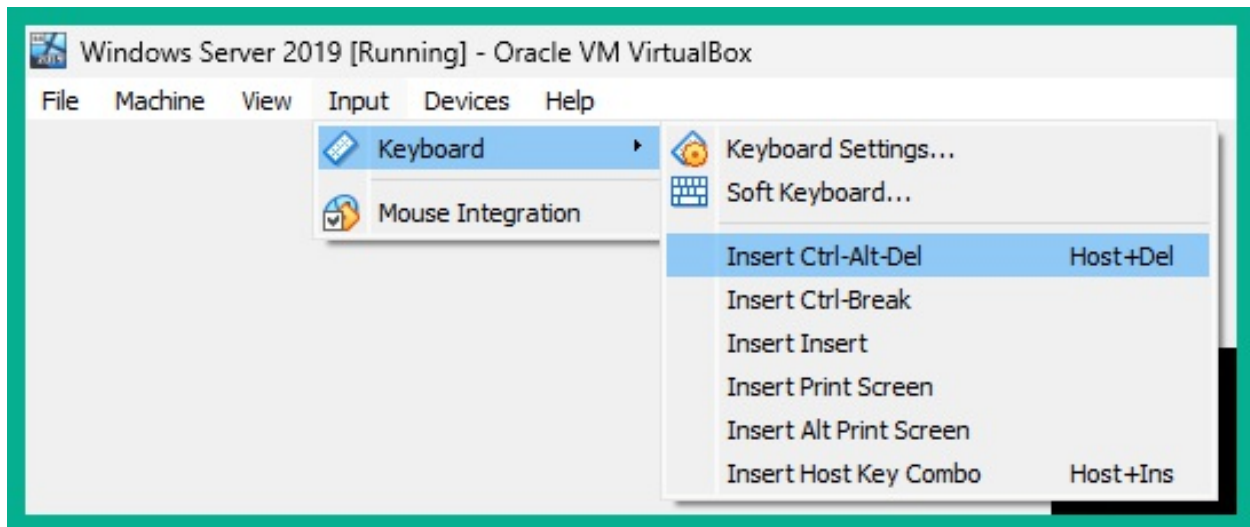 Windows Server 2019 [Running] - Oracle VM VirtualBox
File Machine View Input Devices Help
Keyboard
Mouse Integration
Keyboard Settings...
Soft Keyboard...
Insert Ctrl-Alt-Del Host+Del
Insert Ctrl-Break
Insert Insert
Insert Print Screen
Insert Alt Print Screen
Insert Host Key Combo Host+Ins